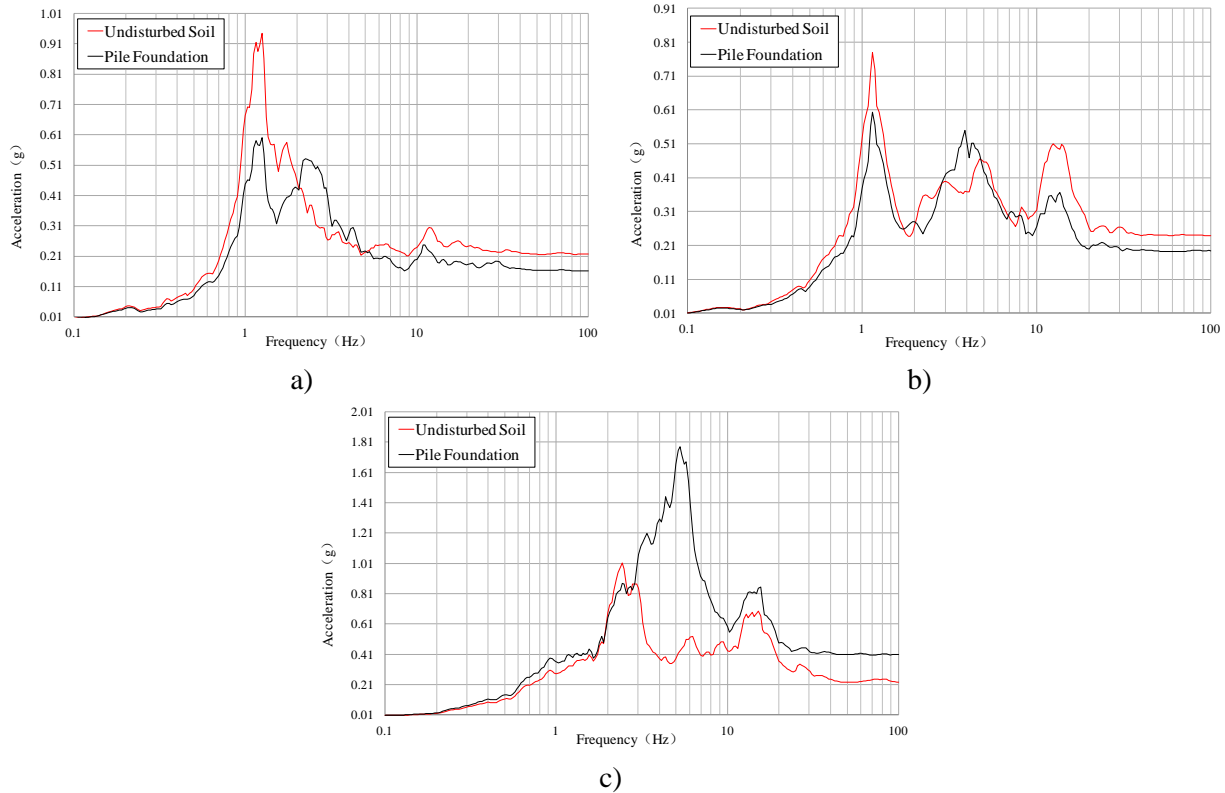 Undisturbed Soil
Pile Foundation
Acceleration（g）
1.01
0.91
0.81
0.71
0.61
0.51
0.41
0.31
0.21
0.11
0.01
0.1
1
10
100
Frequency（Hz）
a)
Undisturbed Soil
Pile Foundation
Acceleration（g）
0.91
0.81
0.71
0.61
0.51
0.41
0.31
0.21
0.11
0.01
0.1
1
10
100
Frequency（Hz）
b)
Undisturbed Soil
Pile Foundation
Acceleration（g）
2.01
1.81
1.61
1.41
1.21
1.01
0.81
0.61
0.41
0.21
0.01
0.1
1
10
100
Frequency（Hz）
c)